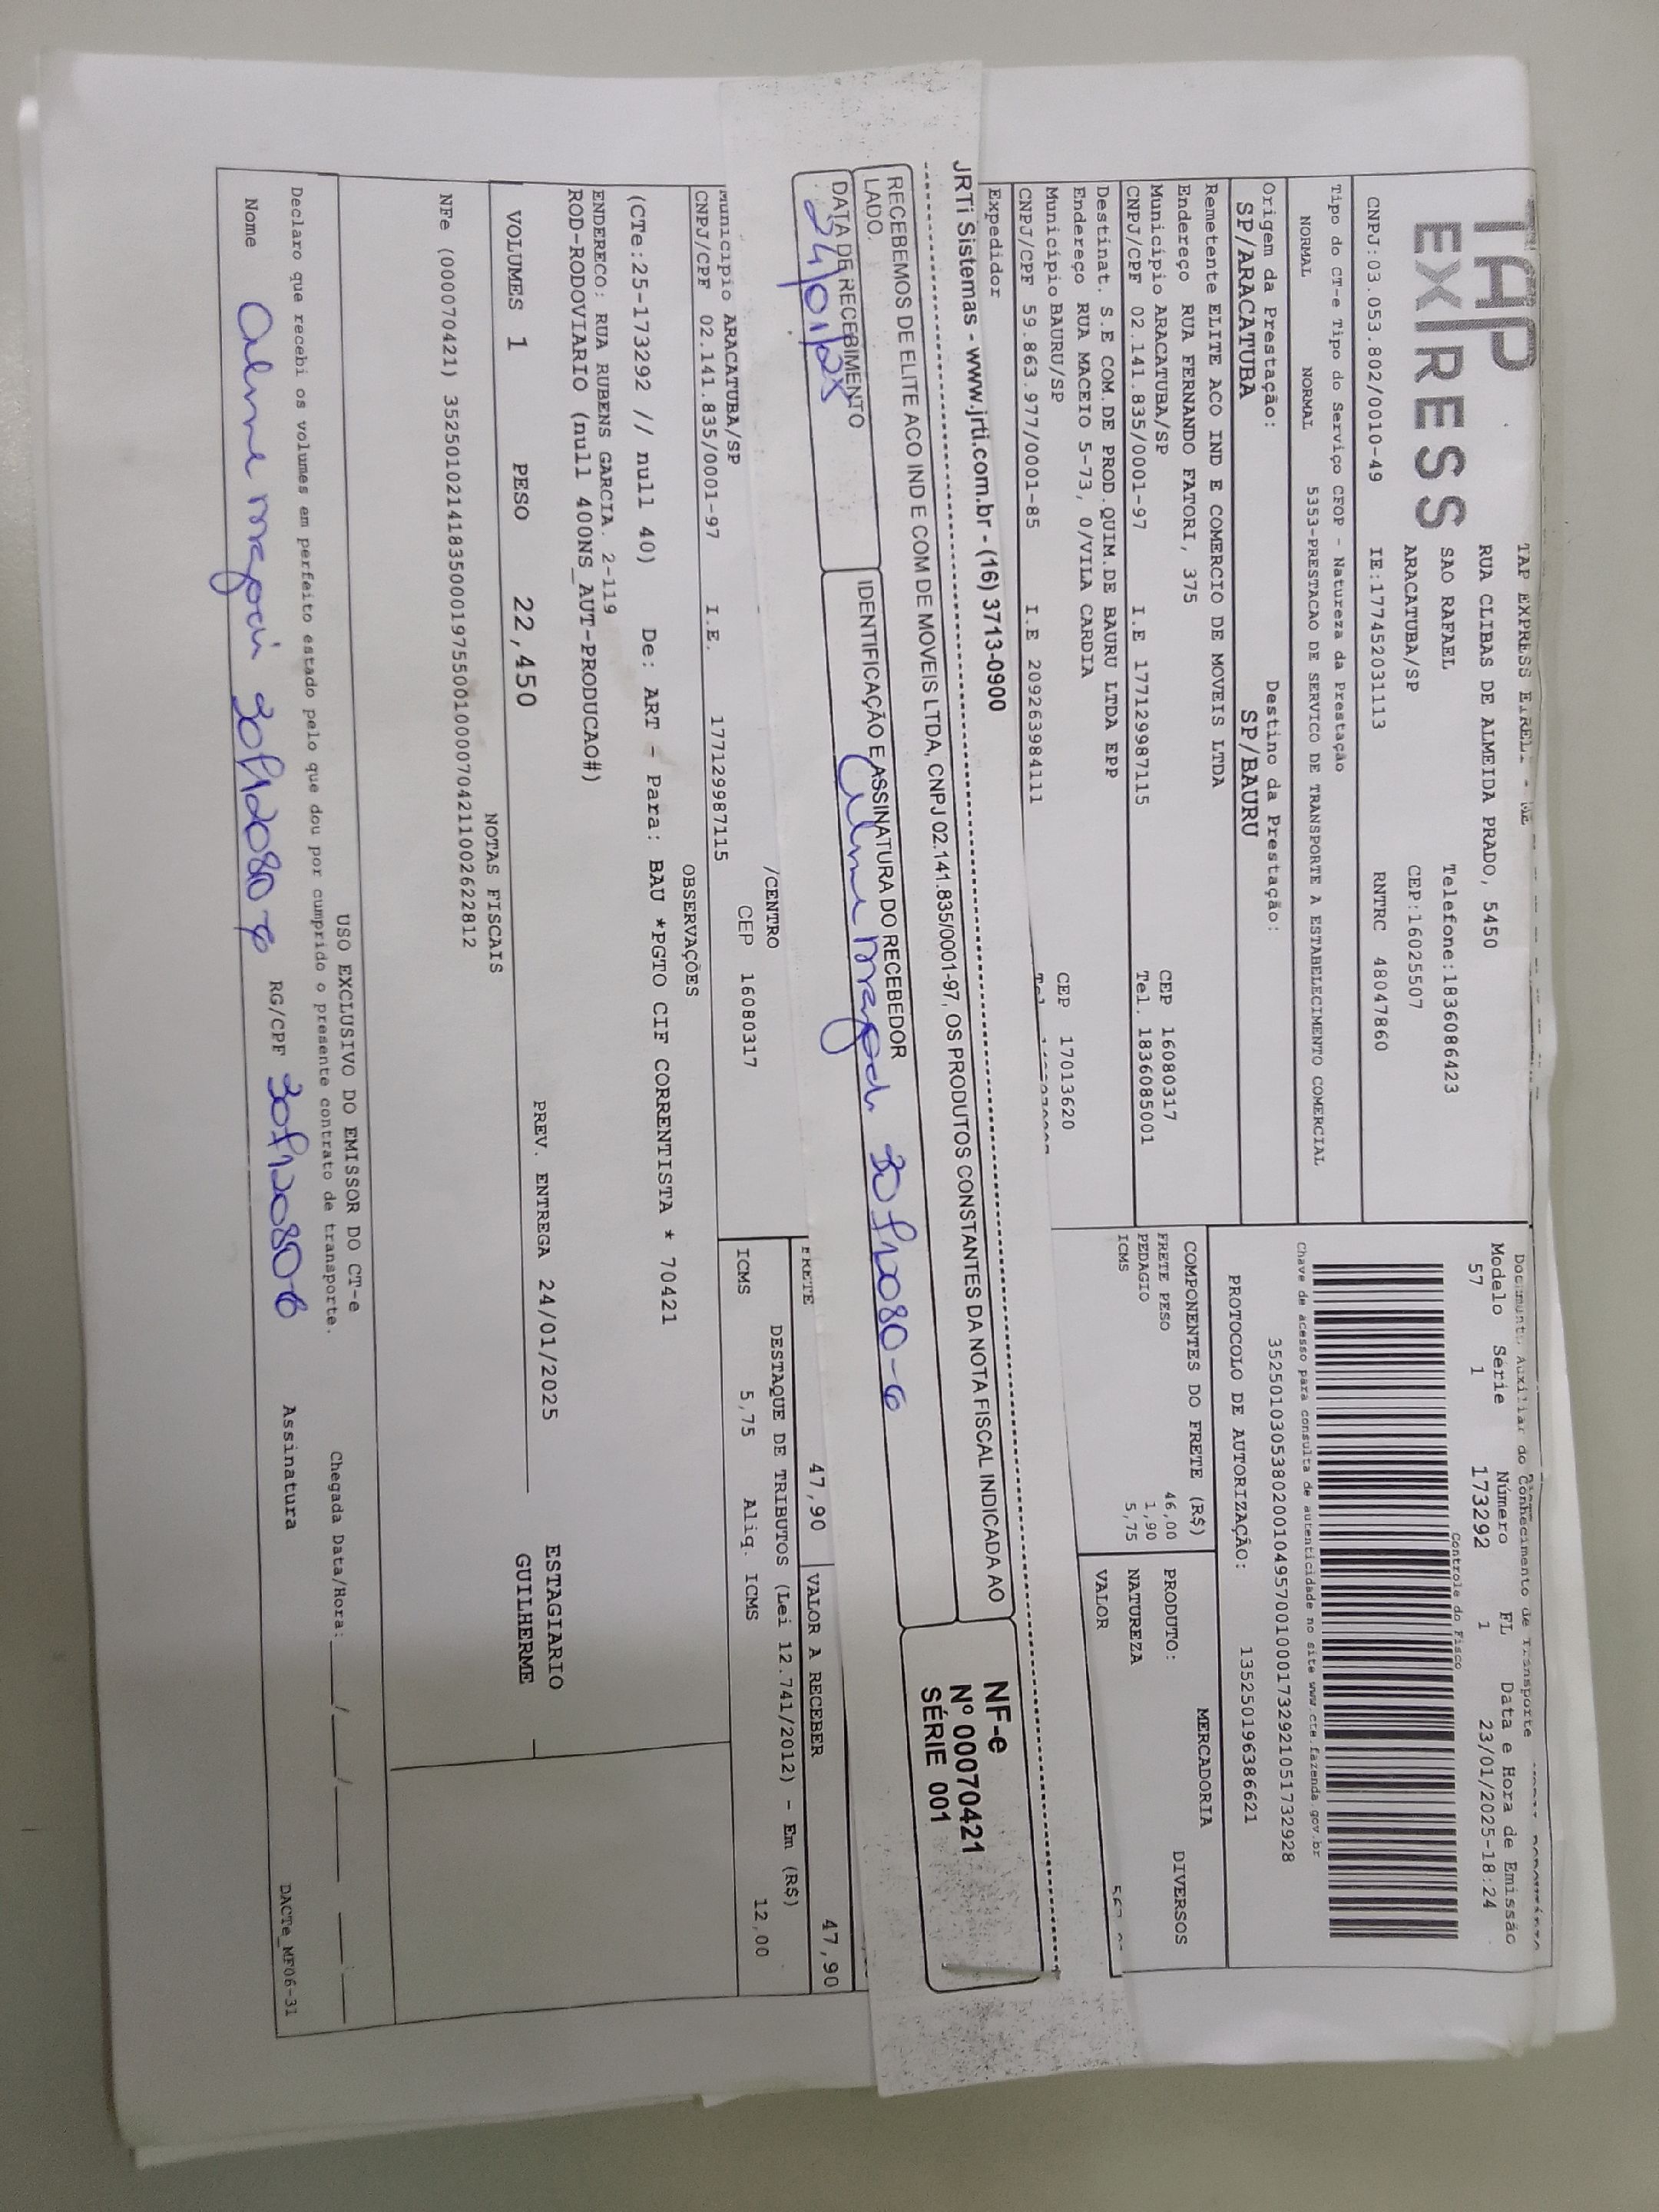 TAP
EXPRESS
TAP EXPRESS EIRELI - ME
RUA CLIBAS DE ALMEIDA PRADO, 5450
SAO RAFAEL Telefone:1836086423
ARACATUBA/SP CEP:16025507
CNPJ:03.053.802/0010-49 IE:177452031113 RNTRC 48047860
Documento Auxiliar do Conhecimento de Transporte
Modelo Série Número FL Data e Hora de Emissão
57 1 173292 1 23/01/2025-18:24
Controle do Fisco
Chave de acesso para consulta de autenticidade no site www.cte.fazenda.gov.br
35250103053802001049570010001732921051732928
PROTOCOLO DE AUTORIZAÇÃO: 135250196386621
Tipo do CT-e Tipo do Serviço CFOP - Natureza da Prestação
NORMAL NORMAL 5353-PRESTACAO DE SERVICO DE TRANSPORTE A ESTABELECIMENTO COMERCIAL
Origem da Prestação: Destino da Prestação:
SP/ARACATUBA SP/BAURU
Remetente ELITE ACO IND E COMERCIO DE MOVEIS LTDA
Endereço RUA FERNANDO FATORI, 375
Município ARACATUBA/SP CEP 16080317
CNPJ/CPF 02.141.835/0001-97 I.E 177129987115 Tel. 1836085001
Destinat. S.E COM.DE PROD.QUIM.DE BAURU LTDA EPP
Endereço RUA MACEIO 5-73, 0/VILA CARDIA
Município BAURU/SP CEP 17013620
CNPJ/CPF 59.863.977/0001-85 I.E 209263984111
Expedidor
COMPONENTES DO FRETE (R$)
FRETE PESO 46,00
PEDAGIO 1,90
ICMS 5,75
MERCADORIA
PRODUTO: DIVERSOS
NATUREZA
VALOR
JRTi Sistemas - www.jrti.com.br - (16) 3713-0900
RECEBEMOS DE ELITE ACO IND E COM DE MOVEIS LTDA, CNPJ 02.141.835/0001-97, OS PRODUTOS CONSTANTES DA NOTA FISCAL INDICADA AO
LADO.
DATA DE RECEBIMENTO IDENTIFICAÇÃO E ASSINATURA DO RECEBEDOR
24/01/25
NF-e
Nº 000070421
SÉRIE 001
/CENTRO
Município ARACATUBA/SP CEP 16080317
CNPJ/CPF 02.141.835/0001-97 I.E. 177129987115
FRETE 47,90 VALOR A RECEBER 47,90
DESTAQUE DE TRIBUTOS (Lei 12.741/2012) - Em (R$)
ICMS 5,75 Aliq. ICMS 12,00
OBSERVAÇÕES
(CTe:25-173292 // null 40) De: ART - Para: BAU *PGTO CIF CORRENTISTA * 70421
ENDERECO: RUA RUBENS GARCIA. 2-119
ROD-RODOVIARIO (null 400NS_AUT-PRODUCAO#)
VOLUMES 1 PESO 22,450 PREV. ENTREGA 24/01/2025
ESTAGIARIO
GUILHERME
NOTAS FISCAIS
NFe (000070421) 35250102141835000197550010000704211002622812
USO EXCLUSIVO DO EMISSOR DO CT-e
Declaro que recebi os volumes em perfeito estado pelo que dou por cumprido o presente contrato de transporte.
Chegada Data/Hora:___/___/___ __:__
Nome RG/CPF Assinatura
DACTe_MF06-31